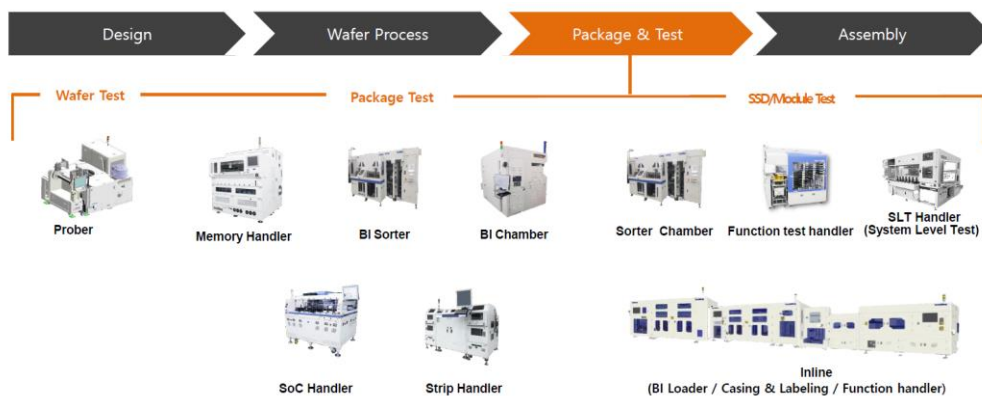 Design
Wafer Process
Package & Test
Assembly
Wafer Test
Package Test
SSD/Module Test
Prober
Memory Handler
BI Sorter
BI Chamber
Sorter Chamber
Function test handler
SLT Handler
(System Level Test)
SoC Handler
Strip Handler
Inline
(BI Loader / Casing & Labeling / Function handler)